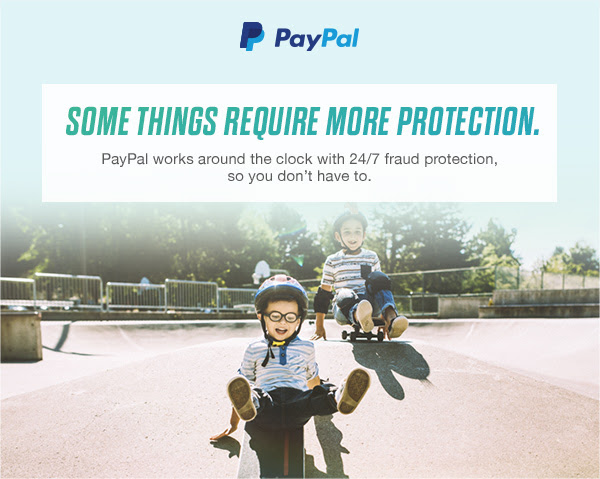 PayPal
SOME THINGS REQUIRE MORE PROTECTION.
PayPal works around the clock with 24/7 fraud protection,
so you don't have to.